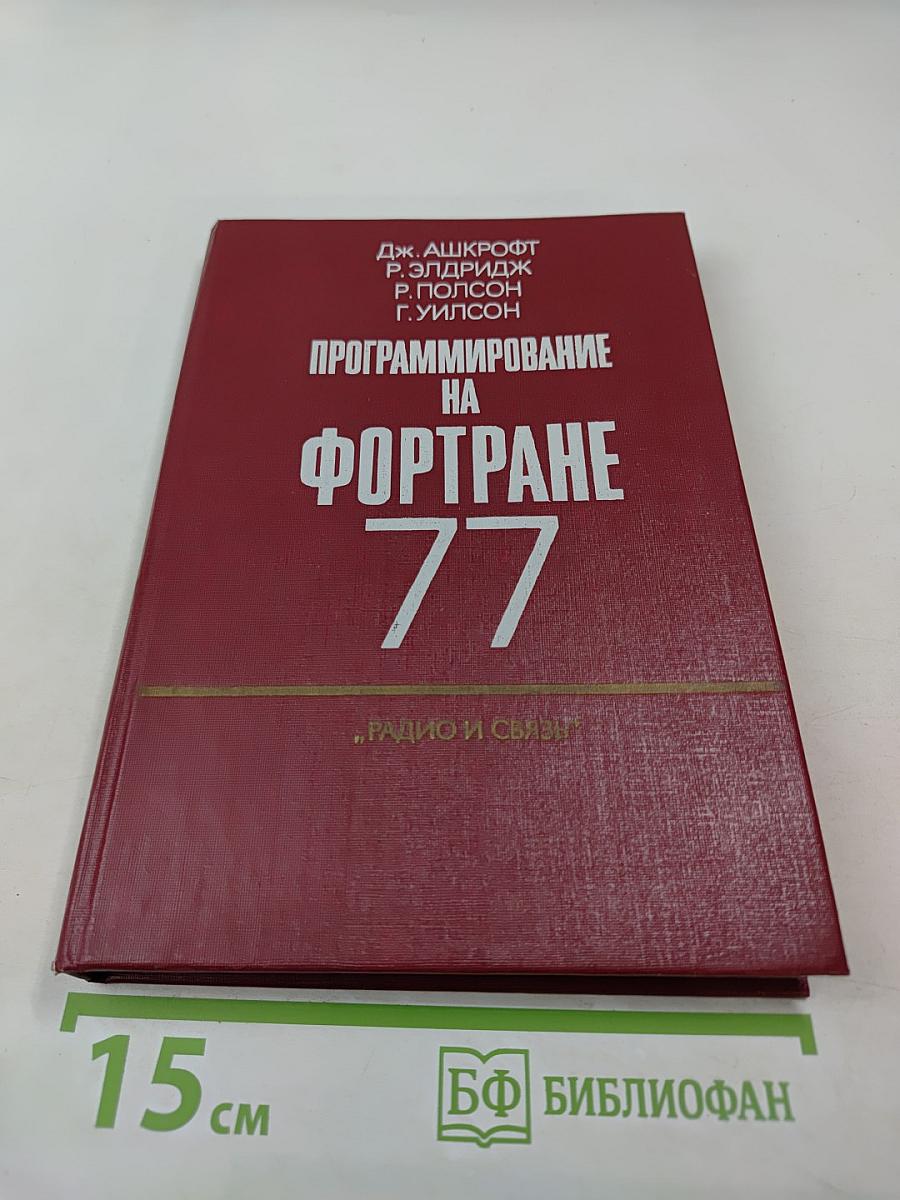 Дж. АШКРОФТ
Р. ЭЛДРИДЖ
Р. ПОЛСОН
Г. УИЛСОН
ПРОГРАММИРОВАНИЕ
НА
ФОРТРАНЕ
77
„РАДИО И СВЯЗЬ“
15 см
БФ БИБЛИОФАН